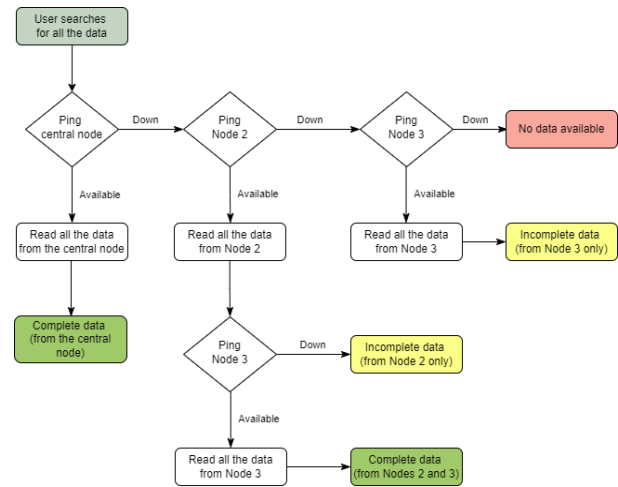 User searches
for all the data
Ping
central node
Down
Ping
Node 2
Down
Ping
Node 3
Down
No data available
Available
Available
Available
Read all the data
from the central node
Read all the data
from Node 2
Read all the data
from Node 3
Incomplete data
(from Node 3 only)
Complete data
(from the central
node)
Ping
Node 3
Down
Incomplete data
(from Node 2 only)
Available
Read all the data
from Node 3
Complete data
(from Nodes 2 and 3)